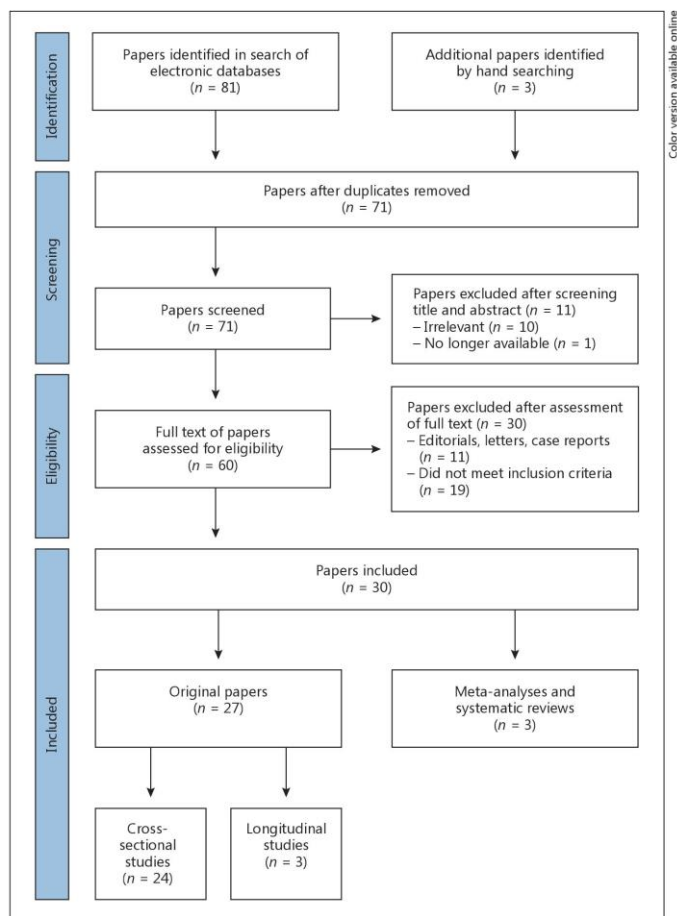 Identification
Papers identified in search of
electronic databases
(n = 81)
Additional papers identified
by hand searching
(n = 3)
Color version available online
Screening
Papers after duplicates removed
(n = 71)
Papers screened
(n = 71)
Papers excluded after screening
title and abstract (n = 11)
– Irrelevant (n = 10)
– No longer available (n = 1)
Eligibility
Full text of papers
assessed for eligibility
(n = 60)
Papers excluded after assessment
of full text (n = 30)
– Editorials, letters, case reports
(n = 11)
– Did not meet inclusion criteria
(n = 19)
Included
Papers included
(n = 30)
Original papers
(n = 27)
Meta-analyses and
systematic reviews
(n = 3)
Cross-
sectional
studies
(n = 24)
Longitudinal
studies
(n = 3)